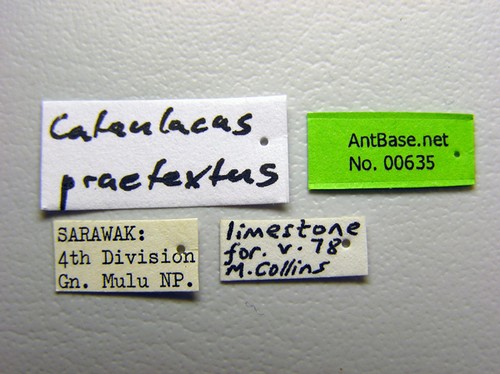 Cataulacus
praetextus
AntBase.net
No. 00635
SARAWAK:
4th Division
Gn. Mulu NP.
limestone
for. v. 78
M. Collins